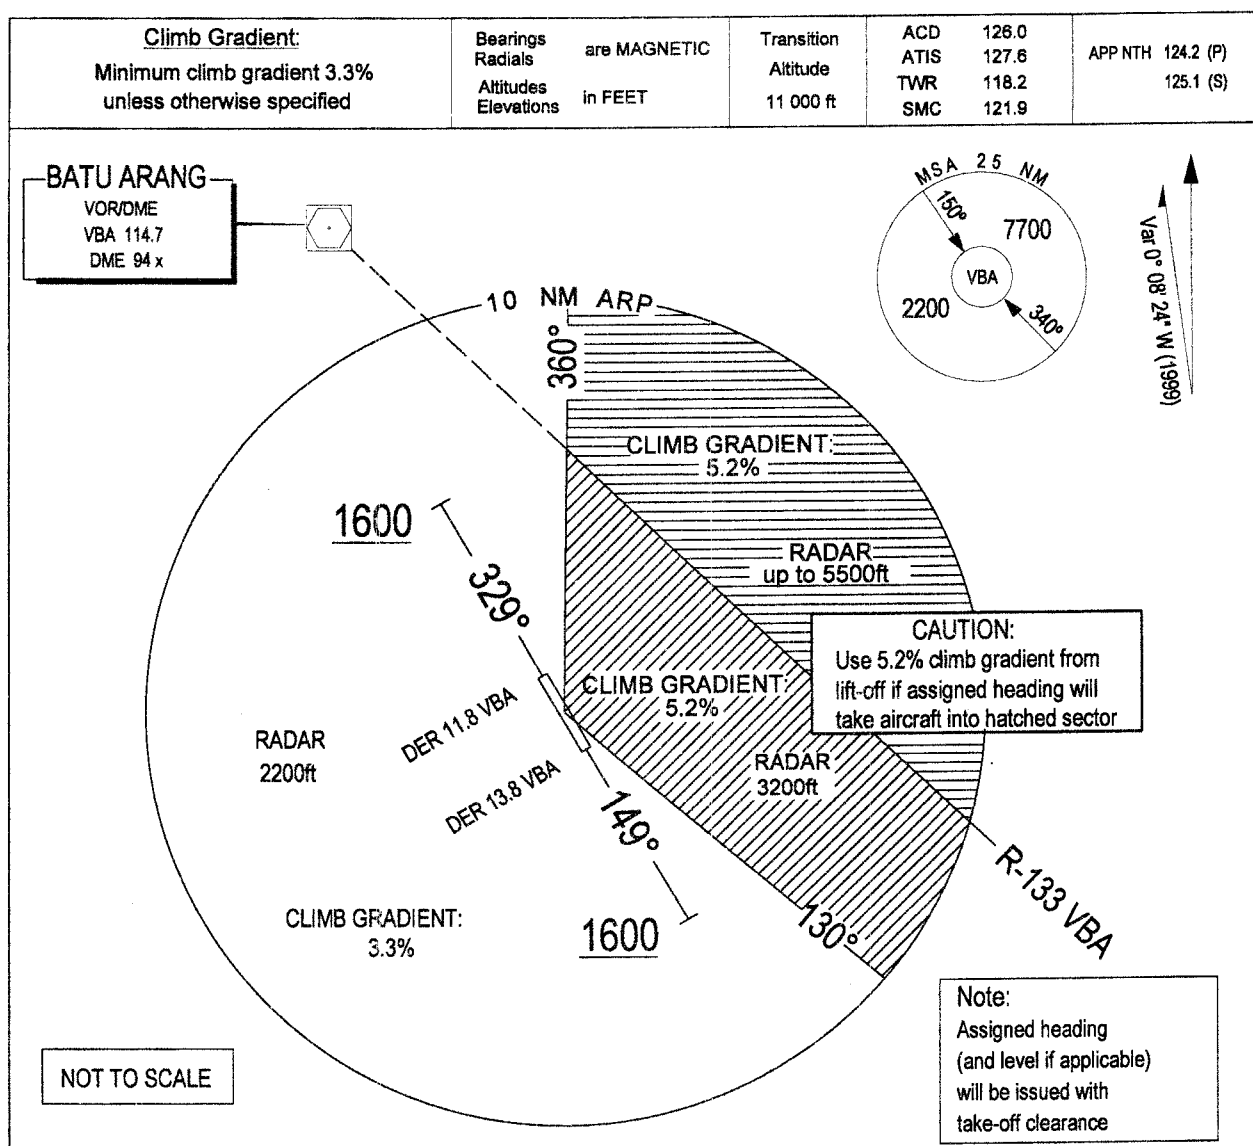 Climb Gradient:
Minimum climb gradient 3.3%
unless otherwise specified
Bearings
Radials
are MAGNETIC
Altitudes
Elevations
in FEET
Transition
Altitude
11 000 ft
ACD 126.0
ATIS 127.6
TWR 118.2
SMC 121.9
APP NTH 124.2 (P)
125.1 (S)
BATU ARANG
VOR/DME
VBA 114.7
DME 94 x
MSA 25 NM
150°
7700
VBA
2200
340°
Var 0° 08' 24" W (1999)
10 NM ARP
360°
CLIMB GRADIENT:
5.2%
1600
RADAR
up to 5500ft
329°
CAUTION:
Use 5.2% climb gradient from
lift-off if assigned heading will
take aircraft into hatched sector
CLIMB GRADIENT:
5.2%
DER 11.8 VBA
RADAR
2200ft
RADAR
3200ft
DER 13.8 VBA
149°
R-133 VBA
CLIMB GRADIENT:
3.3%
1600
130°
Note:
Assigned heading
(and level if applicable)
will be issued with
take-off clearance
NOT TO SCALE